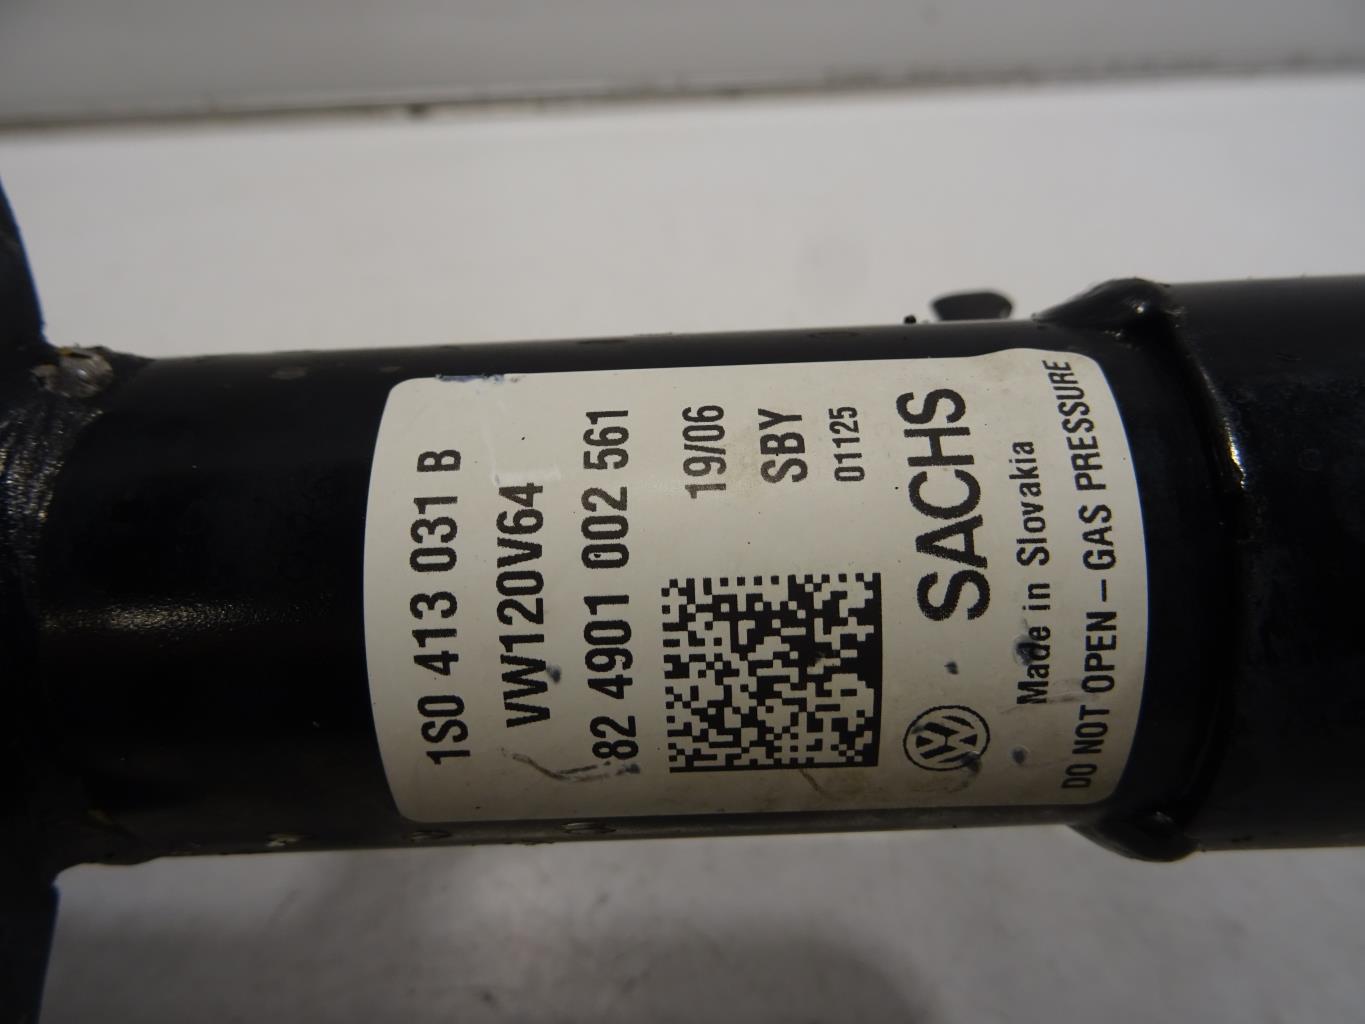 1S0 413 031 B
VW120V64
82 4901 002 561
19/06
SBY
01125
SACHS
Made in Slovakia
DO NOT OPEN – GAS PRESSURE